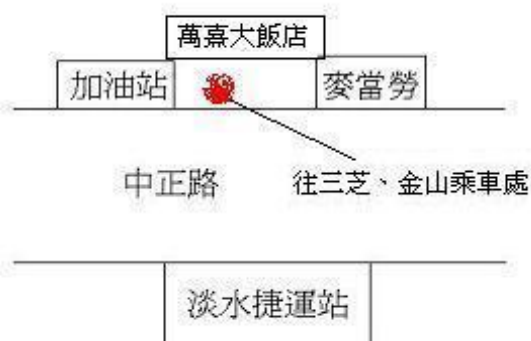 萬熹大飯店
加油站
麥當勞
中正路
往三芝、金山乘車處
淡水捷運站